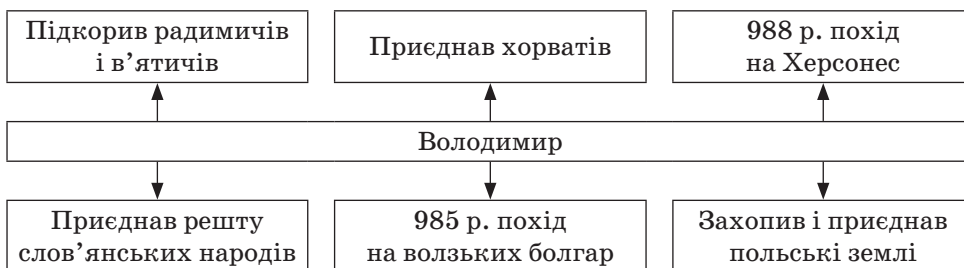 Підкорив радимичів
і в’ятичів
Приєднав хорватів
988 р. похід
на Херсонес
Володимир
Приєднав решту
слов’янських народів
985 р. похід
на волзьких болгар
Захопив і приєднав
польські землі